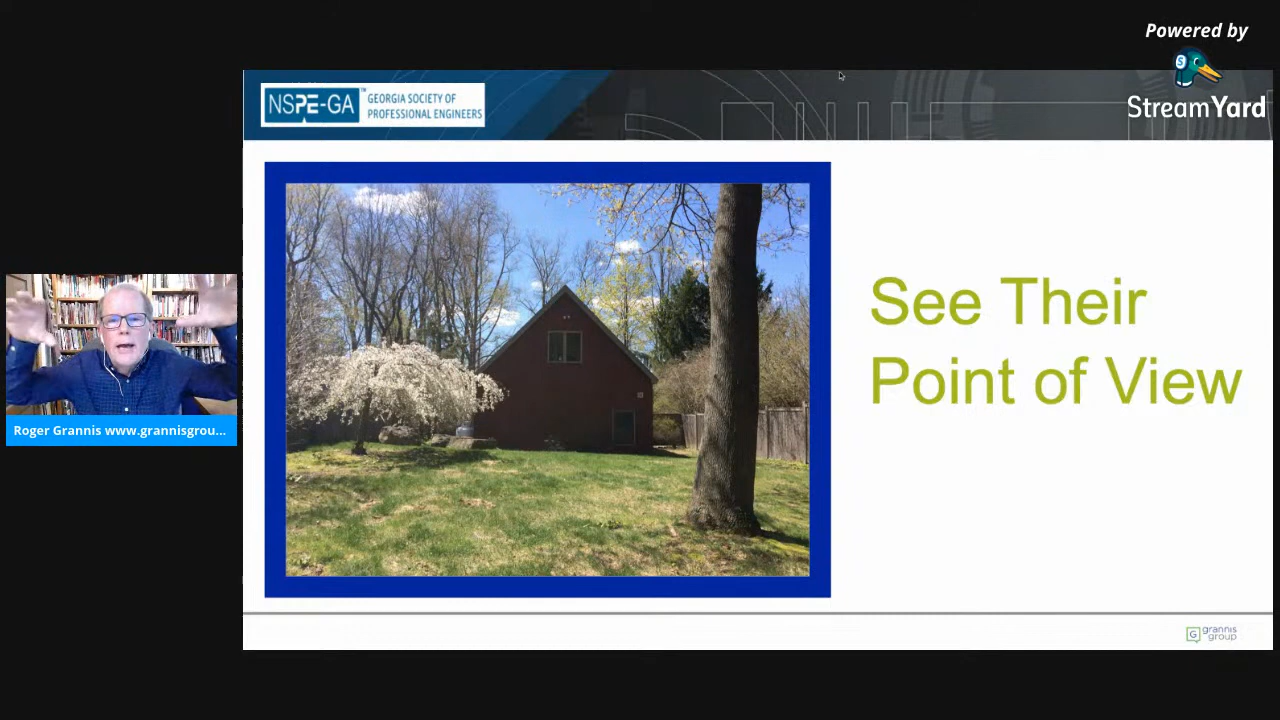 Powered by
StreamYard
NSPE-GA™ GEORGIA SOCIETY OF
PROFESSIONAL ENGINEERS
See Their
Point of View
Roger Grannis www.grannisgrou...
G grannis
group